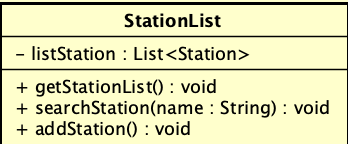 StationList
- listStation : List<Station>
+ getStationList() : void
+ searchStation(name : String) : void
+ addStation() : void